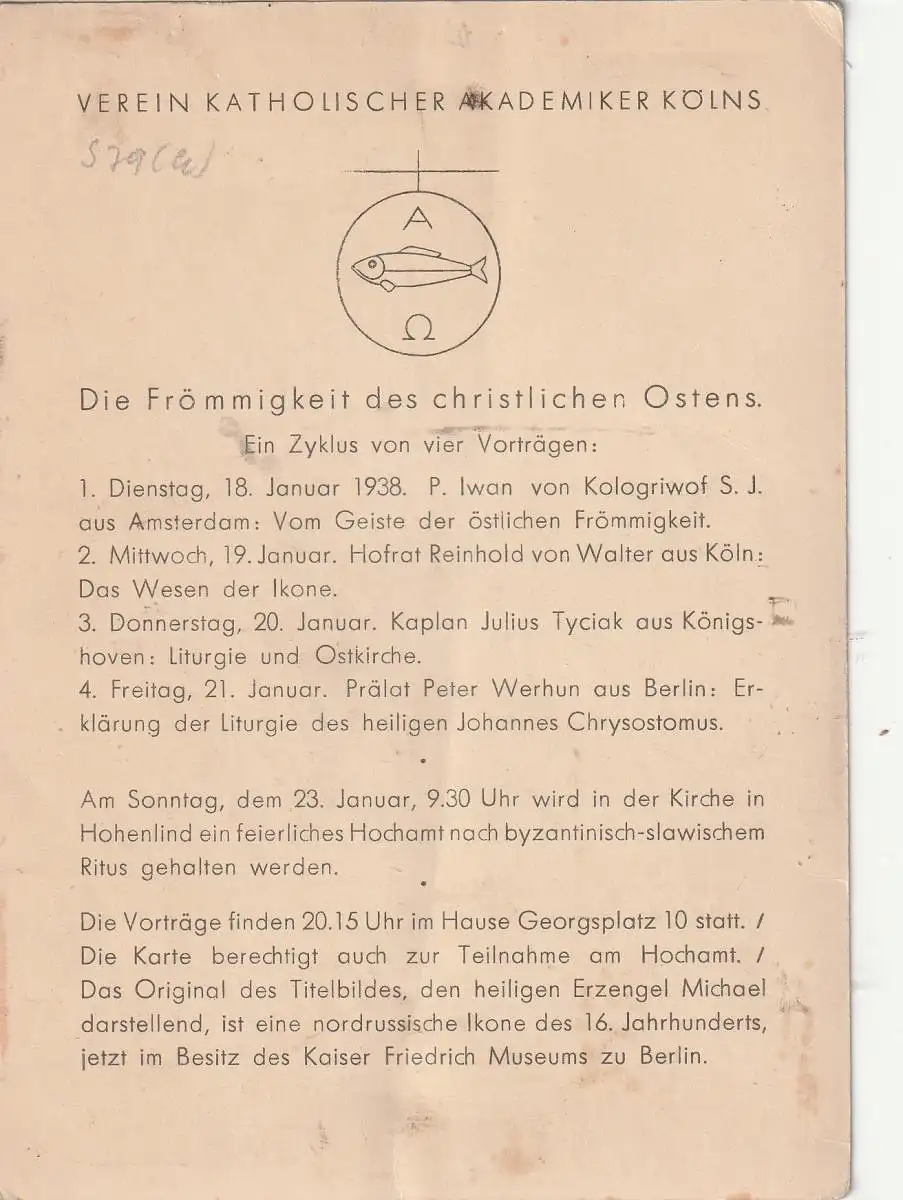 VEREIN KATHOLISCHER AKADEMIKER KÖLNS
A
Ω
Die Frömmigkeit des christlichen Ostens.
Ein Zyklus von vier Vorträgen:
1. Dienstag, 18. Januar 1938. P. Iwan von Kologriwof S. J.
aus Amsterdam: Vom Geiste der östlichen Frömmigkeit.
2. Mittwoch, 19. Januar. Hofrat Reinhold von Walter aus Köln:
Das Wesen der Ikone.
3. Donnerstag, 20. Januar. Kaplan Julius Tyciak aus Königs-
hoven: Liturgie und Ostkirche.
4. Freitag, 21. Januar. Prälat Peter Werhun aus Berlin: Er-
klärung der Liturgie des heiligen Johannes Chrysostomus.
Am Sonntag, dem 23. Januar, 9.30 Uhr wird in der Kirche in
Hohenlind ein feierliches Hochamt nach byzantinisch-slawischem
Ritus gehalten werden.
Die Vorträge finden 20.15 Uhr im Hause Georgsplatz 10 statt. /
Die Karte berechtigt auch zur Teilnahme am Hochamt. /
Das Original des Titelbildes, den heiligen Erzengel Michael
darstellend, ist eine nordrussische Ikone des 16. Jahrhunderts,
jetzt im Besitz des Kaiser Friedrich Museums zu Berlin.